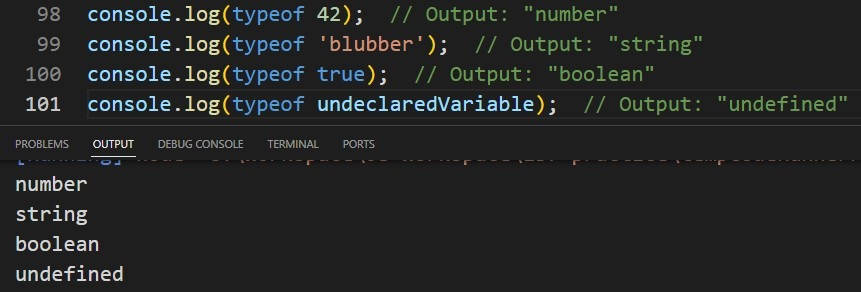 98 console.log(typeof 42); // Output: "number"
99 console.log(typeof 'blubber'); // Output: "string"
100 console.log(typeof true); // Output: "boolean"
101 console.log(typeof undeclaredVariable); // Output: "undefined"
PROBLEMS OUTPUT DEBUG CONSOLE TERMINAL PORTS
number
string
boolean
undefined